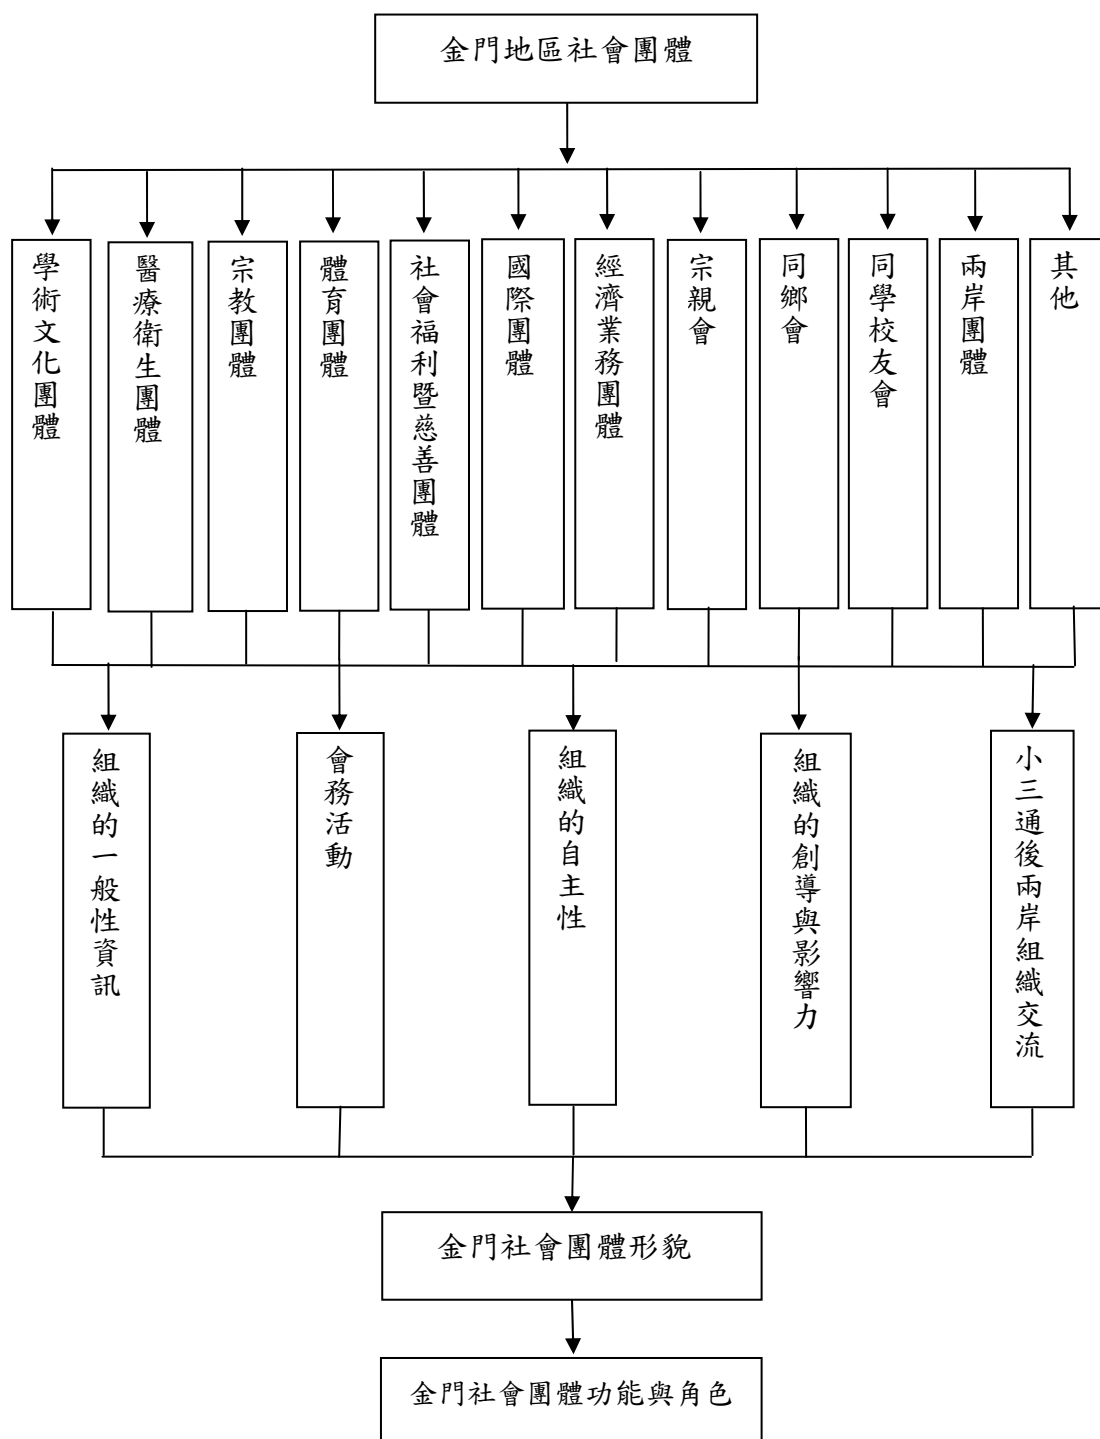 金門地區社會團體
學術文化團體
醫療衛生團體
宗教團體
體育團體
社會福利暨慈善團體
國際團體
經濟業務團體
宗親會
同鄉會
同學校友會
兩岸團體
其他
組織的一般性資訊
會務活動
組織的自主性
組織的創導與影響力
小三通後兩岸組織交流
金門社會團體形貌
金門社會團體功能與角色